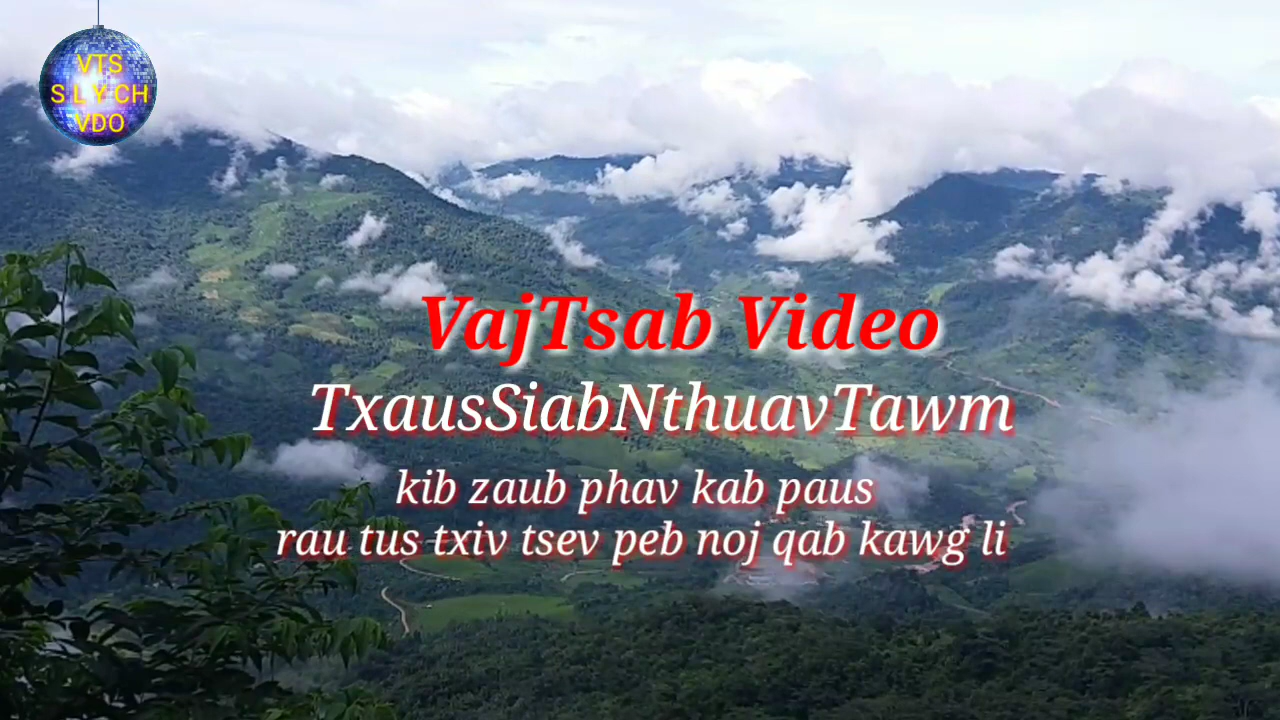 VTS
S L Y CH
VDO
VajTsab Video
TxausSiabNthuavTawm
kib zaub phav kab paus
rau tus txiv tsev peb noj qab kawg li